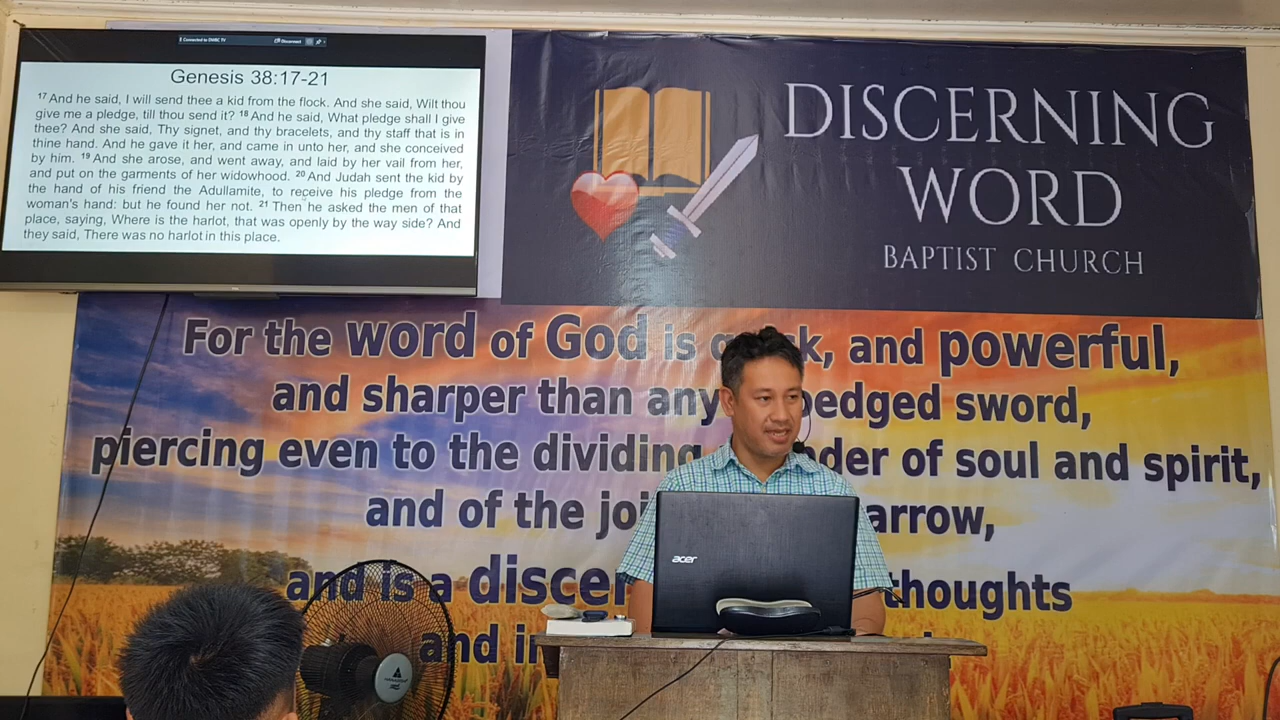 Connected to DWBC TV
Disconnect
Genesis 38:17-21
17 And he said, I will send thee a kid from the flock. And she said, Wilt thou
give me a pledge, till thou send it? 18 And he said, What pledge shall I give
thee? And she said, Thy signet, and thy bracelets, and thy staff that is in
thine hand. And he gave it her, and came in unto her, and she conceived
by him. 19 And she arose, and went away, and laid by her vail from her,
and put on the garments of her widowhood. 20 And Judah sent the kid by
the hand of his friend the Adullamite, to receive his pledge from the
woman's hand: but he found her not. 21 Then he asked the men of that
place, saying, Where is the harlot, that was openly by the way side? And
they said, There was no harlot in this place.
DISCERNING
WORD
BAPTIST CHURCH
For the word of God is k, and powerful,
and sharper than any edged sword,
piercing even to the dividing der of soul and spirit,
and of the joi arrow,
and is a discer thoughts
and in
acer